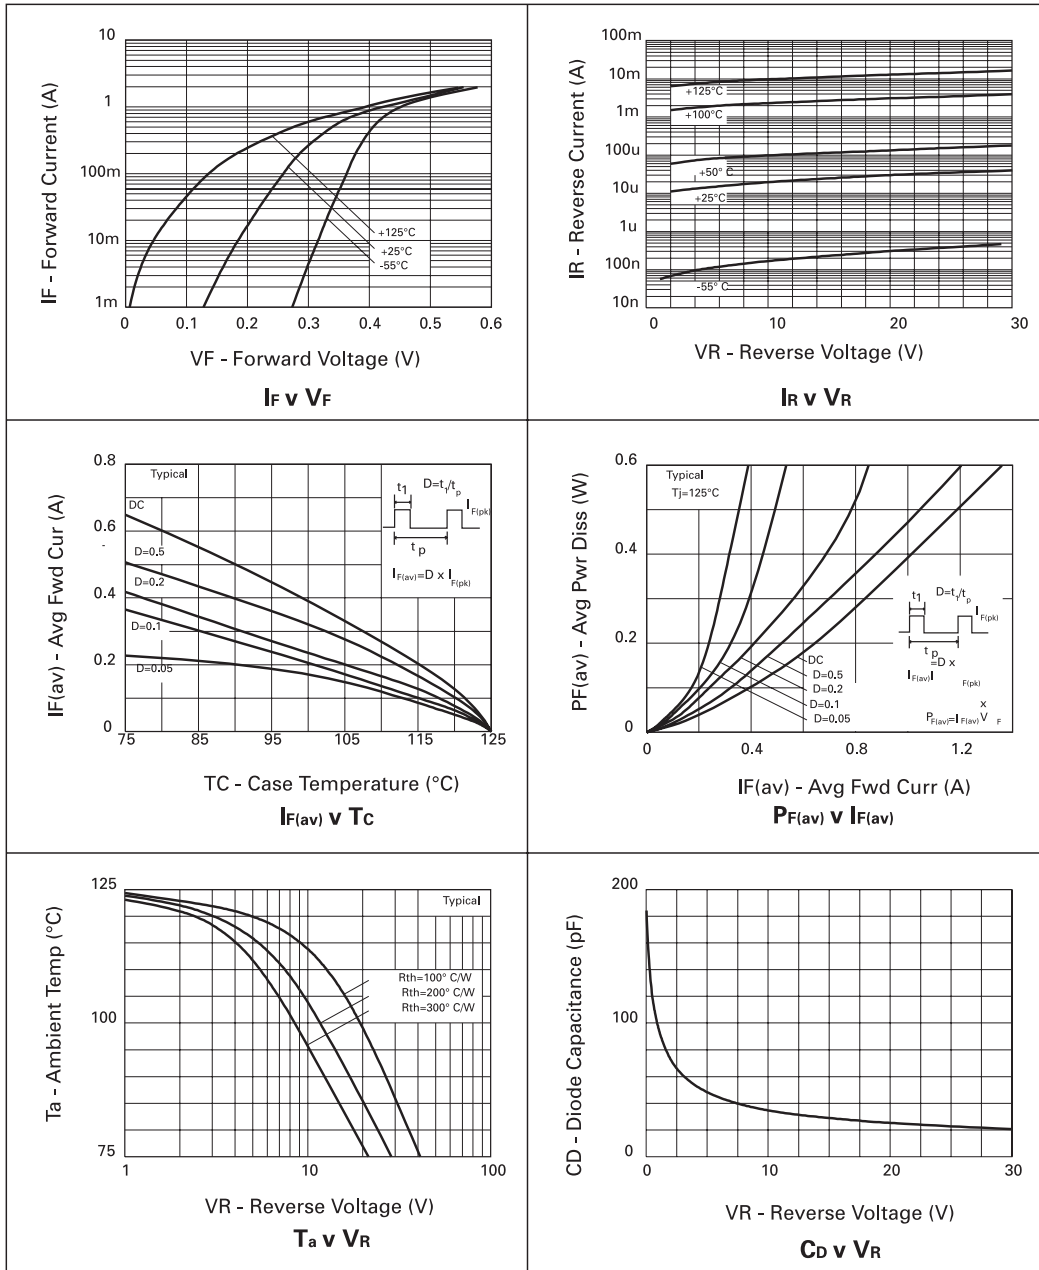 10
1
100m
10m
1m
IF - Forward Current (A)
+125°C
+25°C
-55°C
0 0.1 0.2 0.3 0.4 0.5 0.6
VF - Forward Voltage (V)
IF v VF
100m
10m
1m
100u
10u
1u
100n
10n
IR - Reverse Current (A)
+125°C
+100°C
+50° C
+25°C
-55° C
0 10 20 30
VR - Reverse Voltage (V)
IR v VR
0.8
0.6
0.4
0.2
0
IF(av) - Avg Fwd Cur (A)
Typical
DC
D=0.5
D=0.2
D=0.1
D=0.05
t1 D=t1/tp
IF(pk)
tp
IF(av)=D x IF(pk)
75 85 95 105 115 125
TC - Case Temperature (°C)
IF(av) v TC
0.6
0.4
0.2
0
PF(av) - Avg Pwr Diss (W)
Typical
Tj=125°C
DC
D=0.5
D=0.2
D=0.1
D=0.05
t1 D=t1/tp
IF(pk)
tp
=D x
IF(av)I F(pk)
x
PF(av)=IF(av) V F
0 0.4 0.8 1.2
IF(av) - Avg Fwd Curr (A)
PF(av) v IF(av)
125
100
75
Ta - Ambient Temp (°C)
Typical
Rth=100° C/W
Rth=200° C/W
Rth=300° C/W
1 10 100
VR - Reverse Voltage (V)
Ta v VR
200
100
0
CD - Diode Capacitance (pF)
0 10 20 30
VR - Reverse Voltage (V)
CD v VR